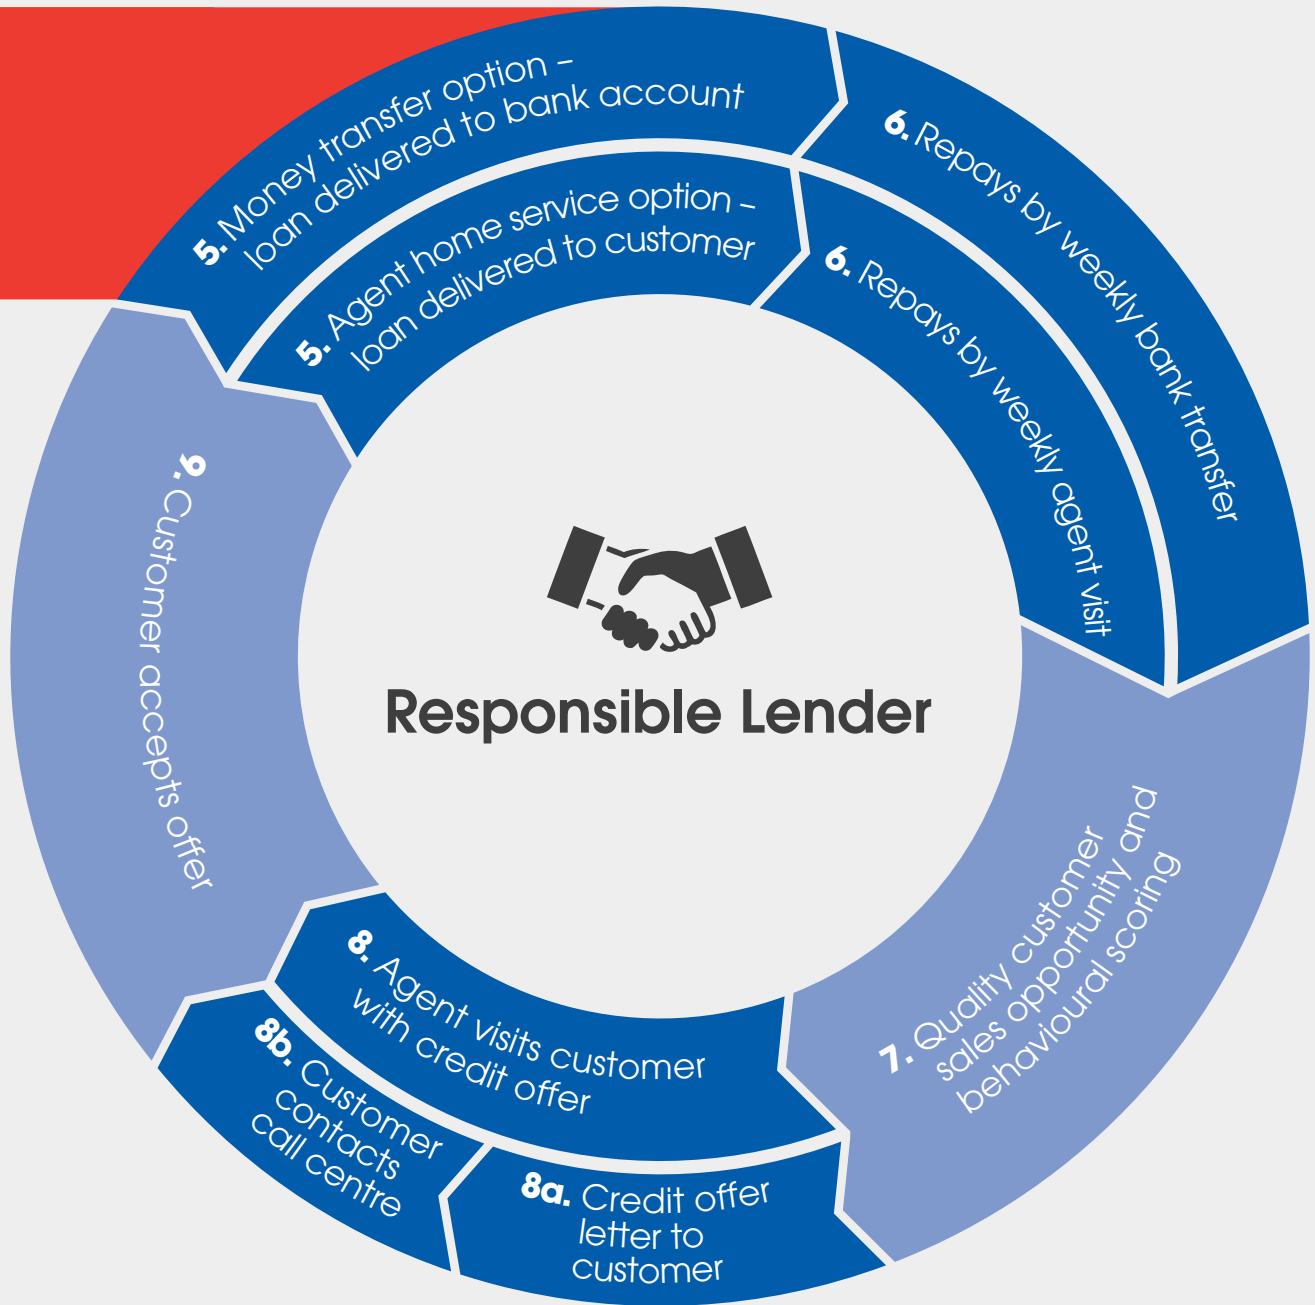 5. Money transfer option –
loan delivered to bank account
5. Agent home service option –
loan delivered to customer
6. Repays by weekly bank transfer
6. Repays by weekly agent visit
7. Quality customer
sales opportunity and
behavioural scoring
8. Agent visits customer
with credit offer
8a. Credit offer
letter to
customer
8b. Customer
contacts
call centre
9. Customer accepts offer
Responsible Lender